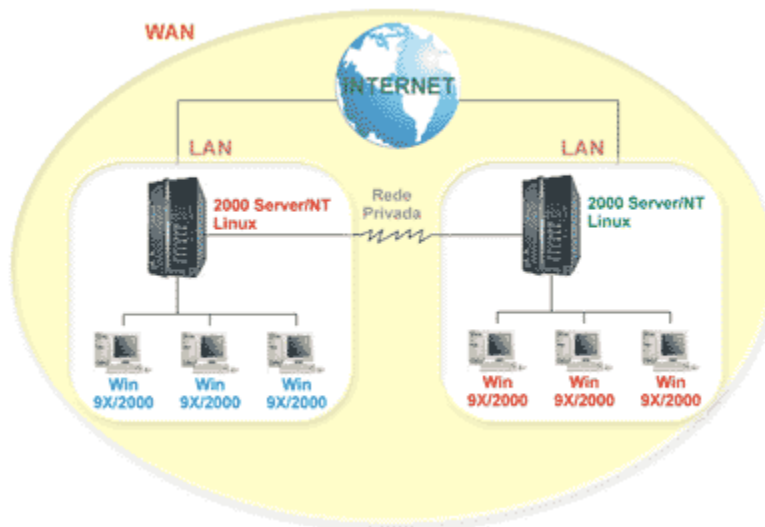 WAN
INTERNET
LAN
LAN
2000 Server/NT
Linux
Rede
Privada
2000 Server/NT
Linux
Win
9X/2000
Win
9X/2000
Win
9X/2000
Win
9X/2000
Win
9X/2000
Win
9X/2000